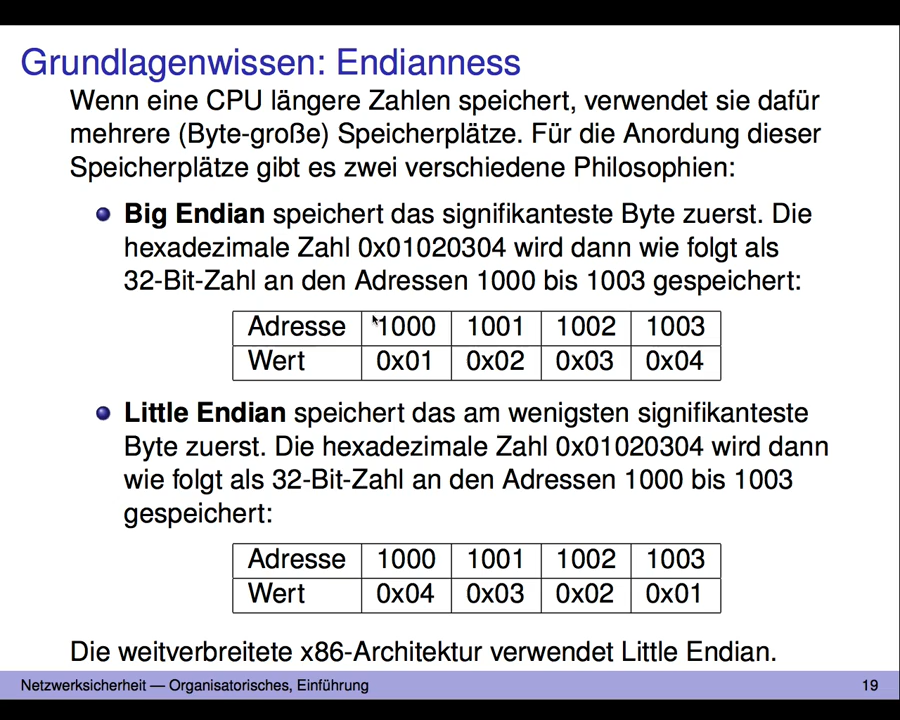 Grundlagenwissen: Endianness
Wenn eine CPU längere Zahlen speichert, verwendet sie dafür
mehrere (Byte-große) Speicherplätze. Für die Anordung dieser
Speicherplätze gibt es zwei verschiedene Philosophien:
Big Endian speichert das signifikanteste Byte zuerst. Die
hexadezimale Zahl 0x01020304 wird dann wie folgt als
32-Bit-Zahl an den Adressen 1000 bis 1003 gespeichert:
Adresse 1000 1001 1002 1003
Wert 0x01 0x02 0x03 0x04
Little Endian speichert das am wenigsten signifikanteste
Byte zuerst. Die hexadezimale Zahl 0x01020304 wird dann
wie folgt als 32-Bit-Zahl an den Adressen 1000 bis 1003
gespeichert:
Adresse 1000 1001 1002 1003
Wert 0x04 0x03 0x02 0x01
Die weitverbreitete x86-Architektur verwendet Little Endian.
Netzwerksicherheit — Organisatorisches, Einführung 19